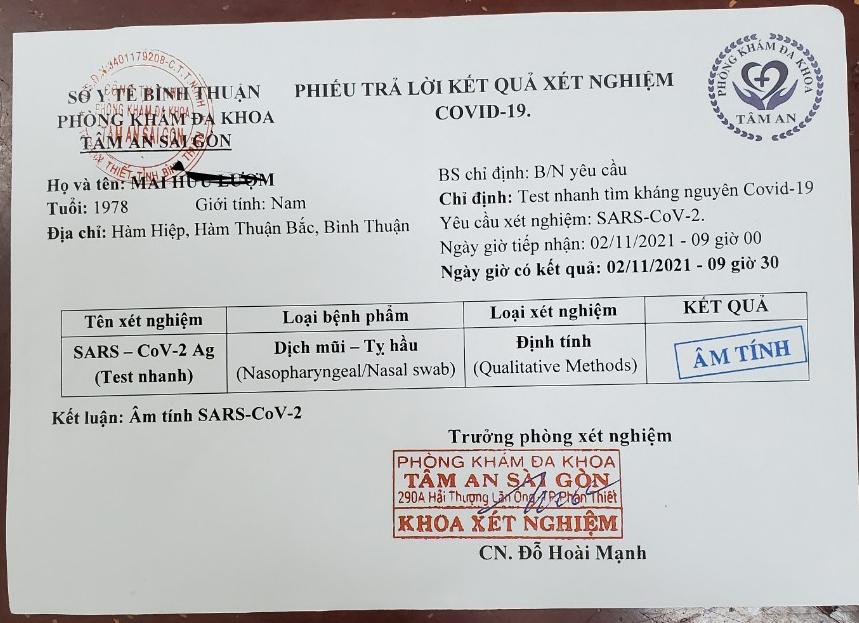 SỞ Y TẾ BÌNH THUẬN
PHÒNG KHÁM ĐA KHOA
TÂM AN SÀI GÒN
PHIẾU TRẢ LỜI KẾT QUẢ XÉT NGHIỆM
COVID-19.
PHÒNG KHÁM ĐA KHOA
TÂM AN
Họ và tên: MAI HỮU LƯỢM
Tuổi: 1978 Giới tính: Nam
Địa chỉ: Hàm Hiệp, Hàm Thuận Bắc, Bình Thuận
BS chỉ định: B/N yêu cầu
Chỉ định: Test nhanh tìm kháng nguyên Covid-19
Yêu cầu xét nghiệm: SARS-CoV-2.
Ngày giờ tiếp nhận: 02/11/2021 - 09 giờ 00
Ngày giờ có kết quả: 02/11/2021 - 09 giờ 30
Tên xét nghiệm Loại bệnh phẩm Loại xét nghiệm KẾT QUẢ
SARS – CoV-2 Ag Dịch mũi – Tỵ hầu Định tính ÂM TÍNH
(Test nhanh) (Nasopharyngeal/Nasal swab) (Qualitative Methods)
Kết luận: Âm tính SARS-CoV-2
Trưởng phòng xét nghiệm
PHÒNG KHÁM ĐA KHOA
TÂM AN SÀI GÒN
290A Hải Thượng Lãn Ông-TP.Phan Thiết
KHOA XÉT NGHIỆM
CN. Đỗ Hoài Mạnh